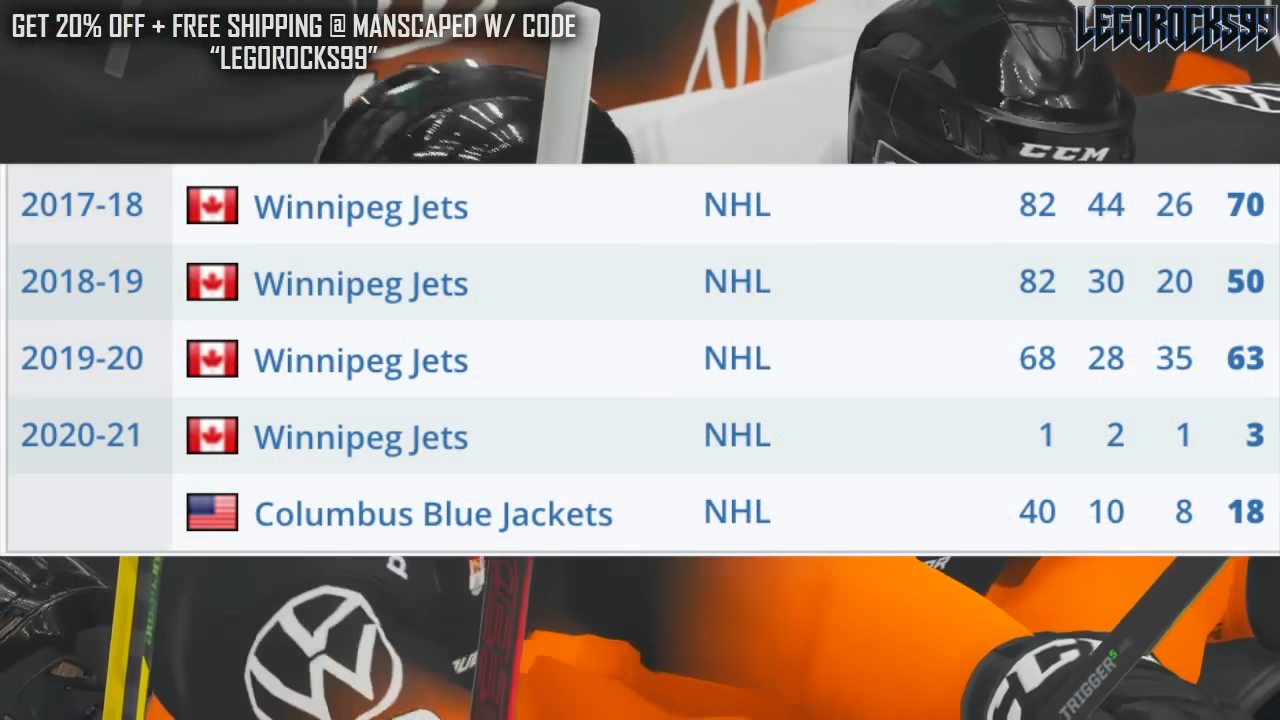 GET 20% OFF + FREE SHIPPING @ MANSCAPED W/ CODE
“LEGOROCKS99”
LEGOROCKS99
CCM
2017-18 Winnipeg Jets NHL 82 44 26 70
2018-19 Winnipeg Jets NHL 82 30 20 50
2019-20 Winnipeg Jets NHL 68 28 35 63
2020-21 Winnipeg Jets NHL 1 2 1 3
Columbus Blue Jackets NHL 40 10 8 18
TRIGGER5